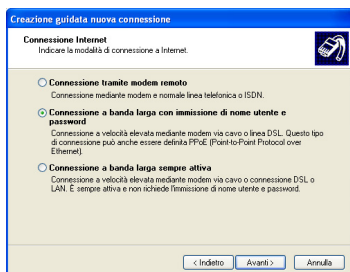 Creazione guidata nuova connessione
Connessione Internet
Indicare la modalità di connessione a Internet.
Connessione tramite modem remoto
Connessione mediante modem e normale linea telefonica o ISDN.
Connessione a banda larga con immissione di nome utente e
password
Connessione a velocità elevata mediante modem via cavo o linea DSL. Questo tipo
di connessione può anche essere definita PPoE (Point-to-Point Protocol over
Ethernet).
Connessione a banda larga sempre attiva
Connessione a velocità elevata mediante modem via cavo o connessione DSL o
LAN. È sempre attiva e non richiede l'immissione di nome utente e password.
< Indietro
Avanti >
Annulla